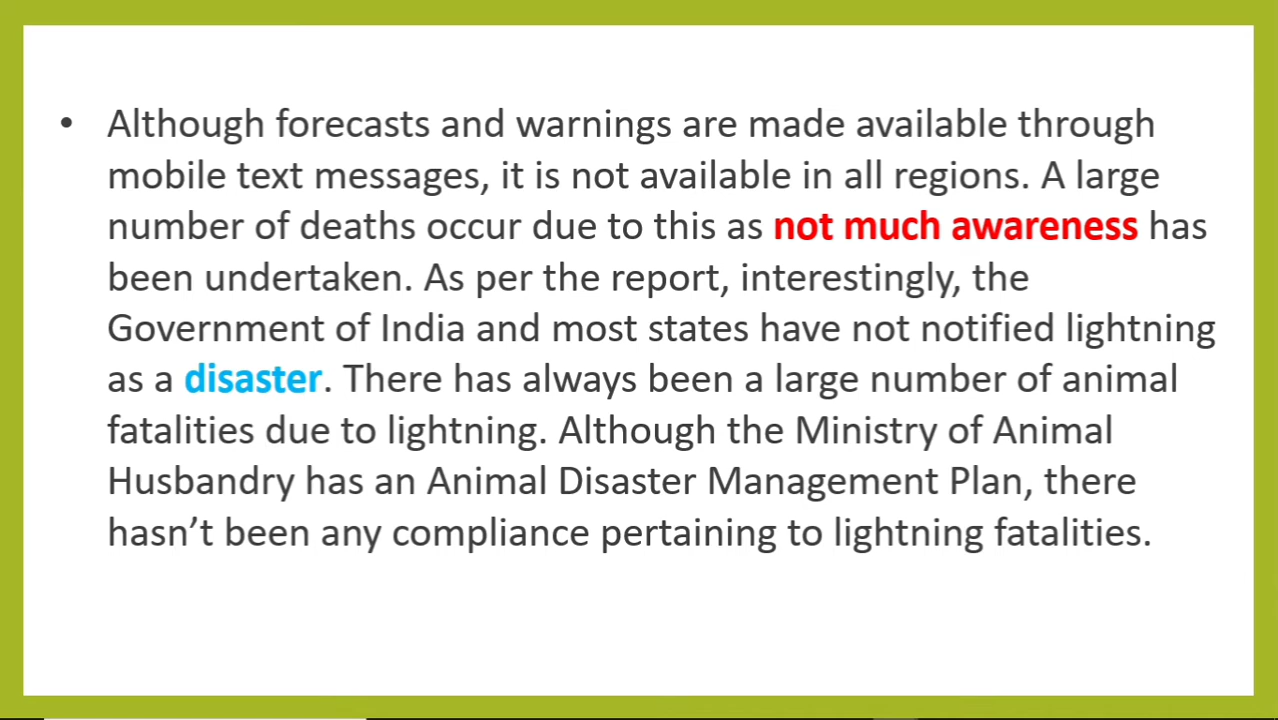 • Although forecasts and warnings are made available through
mobile text messages, it is not available in all regions. A large
number of deaths occur due to this as not much awareness has
been undertaken. As per the report, interestingly, the
Government of India and most states have not notified lightning
as a disaster. There has always been a large number of animal
fatalities due to lightning. Although the Ministry of Animal
Husbandry has an Animal Disaster Management Plan, there
hasn’t been any compliance pertaining to lightning fatalities.